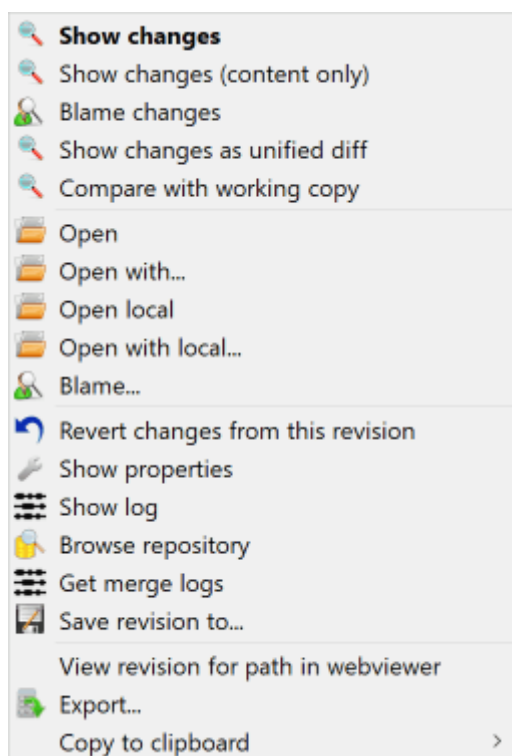 Show changes
Show changes (content only)
Blame changes
Show changes as unified diff
Compare with working copy
Open
Open with...
Open local
Open with local...
Blame...
Revert changes from this revision
Show properties
Show log
Browse repository
Get merge logs
Save revision to...
View revision for path in webviewer
Export...
Copy to clipboard